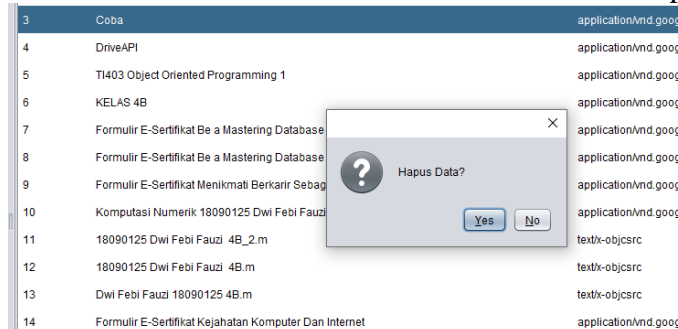 3 Coba application/vnd.goog
4 DriveAPI application/vnd.goog
5 TI403 Object Oriented Programming 1 application/vnd.goog
6 KELAS 4B application/vnd.goog
7 Formulir E-Sertifikat Be a Mastering Database application/vnd.goog
8 Formulir E-Sertifikat Be a Mastering Database application/vnd.goog
9 Formulir E-Sertifikat Menikmati Berkarir Sebag application/vnd.goog
10 Komputasi Numerik 18090125 Dwi Febi Fauzi application/vnd.goog
11 18090125 Dwi Febi Fauzi 4B_2.m text/x-objcsrc
12 18090125 Dwi Febi Fauzi 4B.m text/x-objcsrc
13 Dwi Febi Fauzi 18090125 4B.m text/x-objcsrc
14 Formulir E-Sertifikat Kejahatan Komputer Dan Internet application/vnd.goog
Hapus Data?
Yes No